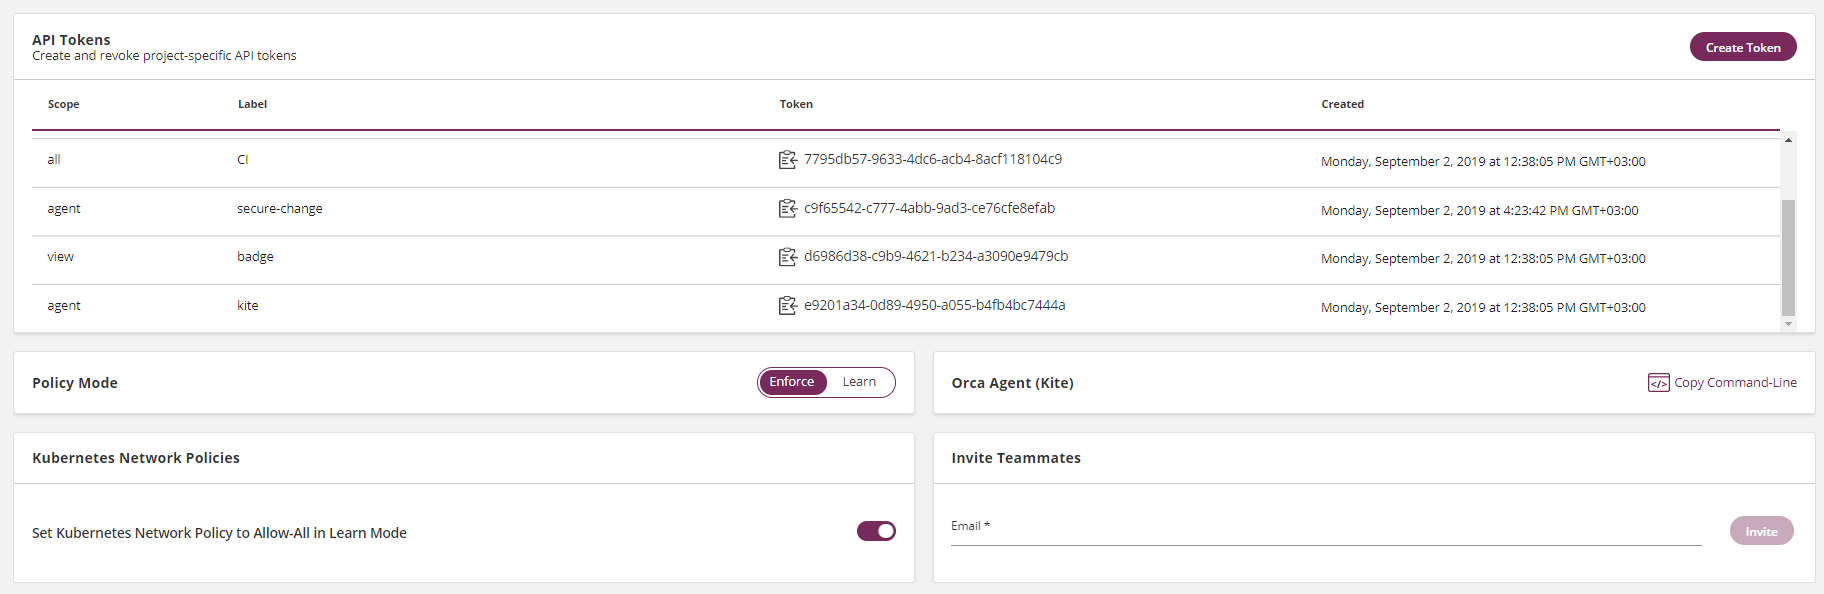 API Tokens
Create and revoke project-specific API tokens
Create Token
Scope Label Token Created
all CI 7795db57-9633-4dc6-acb4-8acf118104c9 Monday, September 2, 2019 at 12:38:05 PM GMT+03:00
agent secure-change c9f65542-c777-4abb-9ad3-ce76cfe8efab Monday, September 2, 2019 at 4:23:42 PM GMT+03:00
view badge d6986d38-c9b9-4621-b234-a3090e9479cb Monday, September 2, 2019 at 12:38:05 PM GMT+03:00
agent kite e9201a34-0d89-4950-a055-b4fb4bc7444a Monday, September 2, 2019 at 12:38:05 PM GMT+03:00
Policy Mode Enforce Learn
Orca Agent (Kite) </> Copy Command-Line
Kubernetes Network Policies
Set Kubernetes Network Policy to Allow-All in Learn Mode
Invite Teammates
Email *
Invite